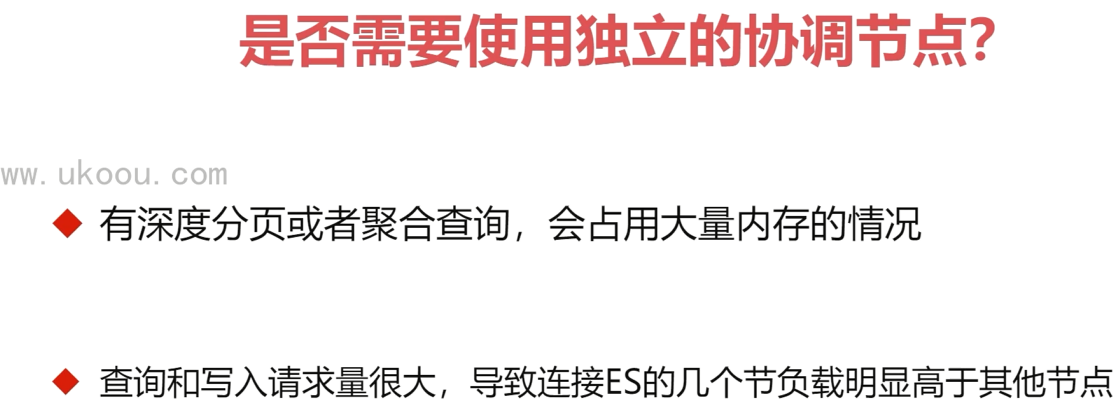 是否需要使用独立的协调节点？
ww.ukoou.com
有深度分页或者聚合查询，会占用大量内存的情况
查询和写入请求量很大，导致连接ES的几个节负载明显高于其他节点